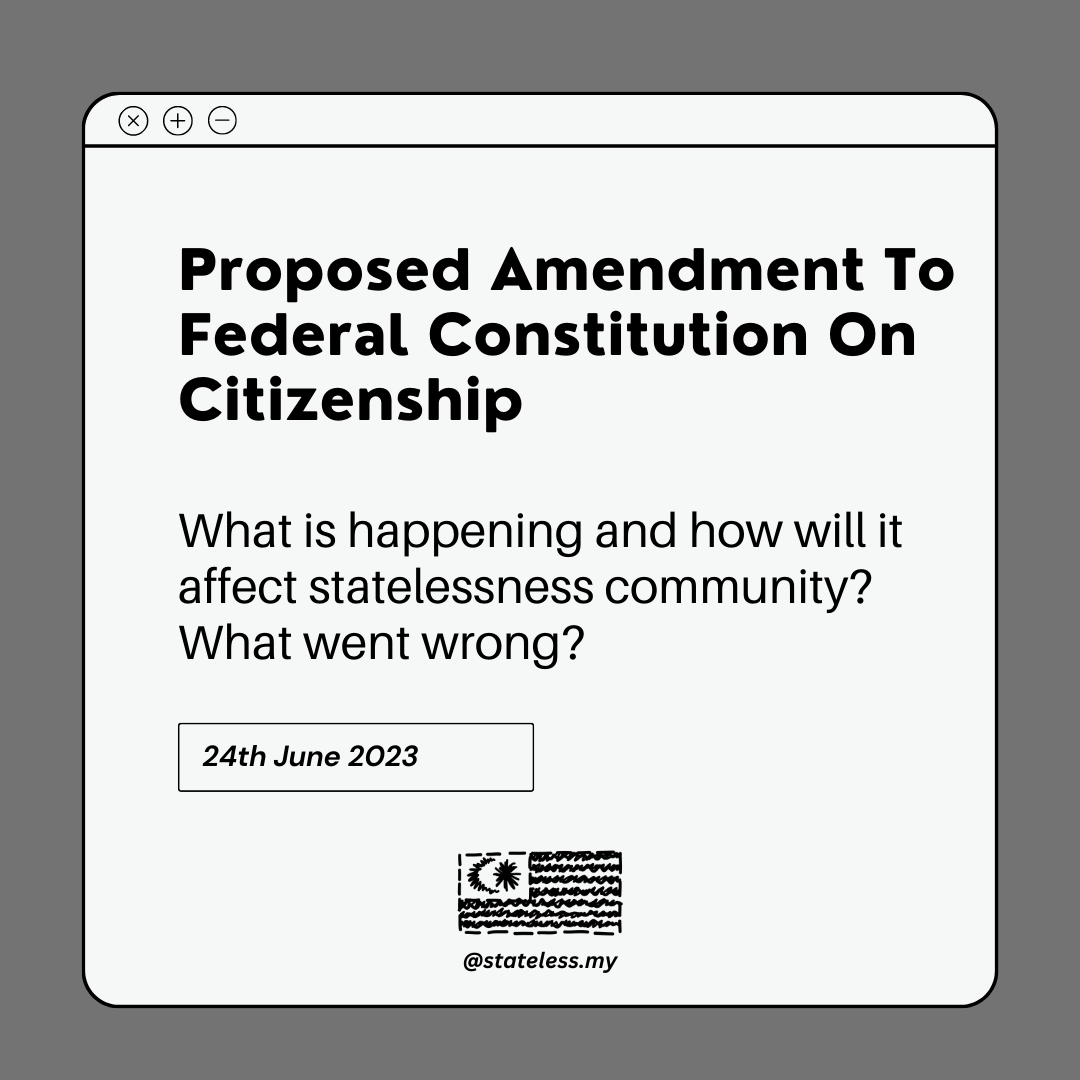 Proposed Amendment To
Federal Constitution On
Citizenship
What is happening and how will it
affect statelessness community?
What went wrong?
24th June 2023
@stateless.my